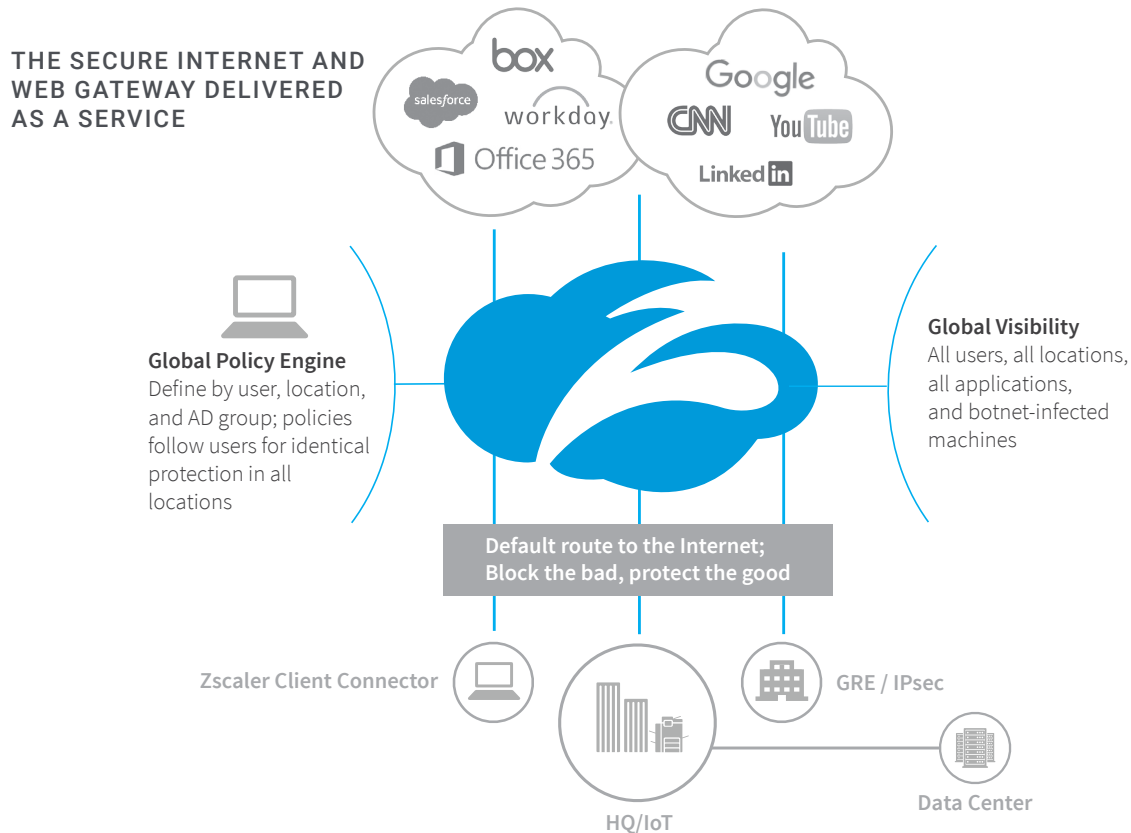 THE SECURE INTERNET AND
WEB GATEWAY DELIVERED
AS A SERVICE
box
salesforce
workday.
Office 365
Google
CNN
YouTube
Linked in
Global Policy Engine
Define by user, location,
and AD group; policies
follow users for identical
protection in all
locations
Global Visibility
All users, all locations,
all applications,
and botnet-infected
machines
Default route to the Internet;
Block the bad, protect the good
Zscaler Client Connector
GRE / IPsec
HQ/IoT
Data Center